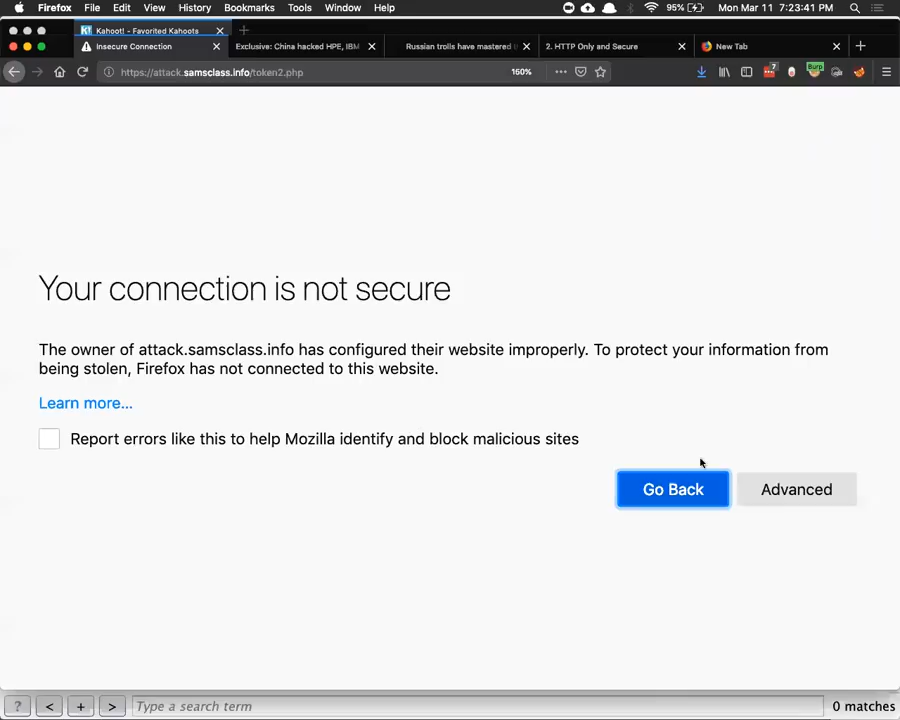 Firefox File Edit View History Bookmarks Tools Window Help 95% Mon Mar 11 7:23:41 PM
Kahoot! - Favorited Kahoots
Insecure Connection Exclusive: China hacked HPE, IBM Russian trolls have mastered 2. HTTP Only and Secure New Tab
https://attack.samsclass.info/token2.php 160% 7 Burp
Your connection is not secure
The owner of attack.samsclass.info has configured their website improperly. To protect your information from
being stolen, Firefox has not connected to this website.
Learn more...
Report errors like this to help Mozilla identify and block malicious sites
Go Back Advanced
? < + > Type a search term 0 matches